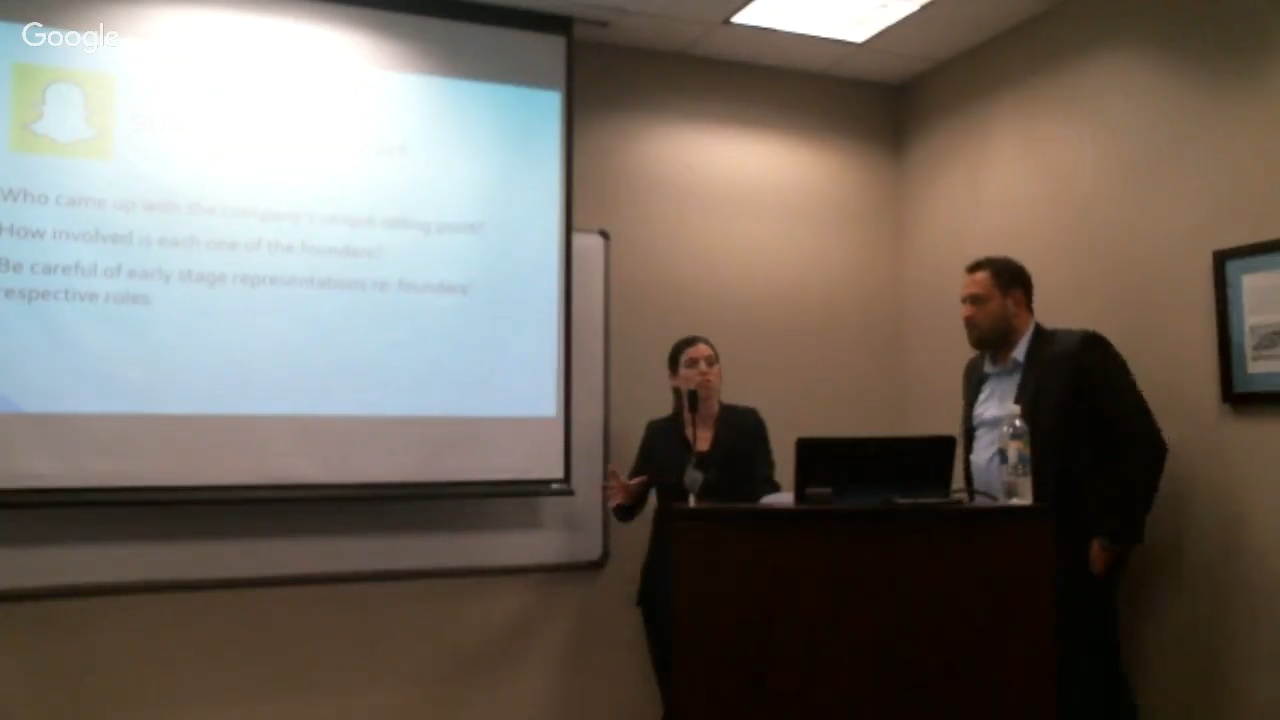 Google
Who came up with the company's unique selling point?
How involved is each one of the founders?
Be careful of early stage representations re: founders'
respective roles